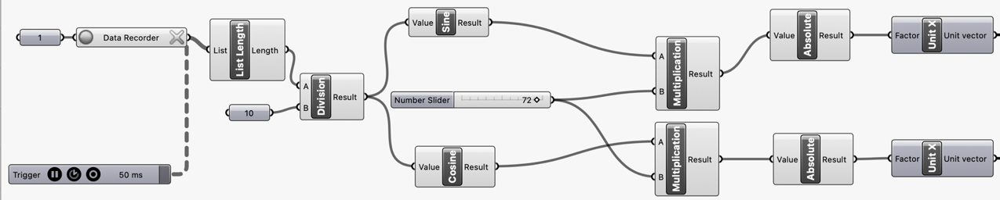 1
Data Recorder
List
List Length
Length
A
B
Division
Result
10
Trigger
50 ms
Value
Sine
Result
Number Slider
72
Value
Cosine
Result
A
B
Multiplication
Result
A
B
Multiplication
Result
Value
Absolute
Result
Value
Absolute
Result
Factor
Unit X
Unit vector
Factor
Unit X
Unit vector